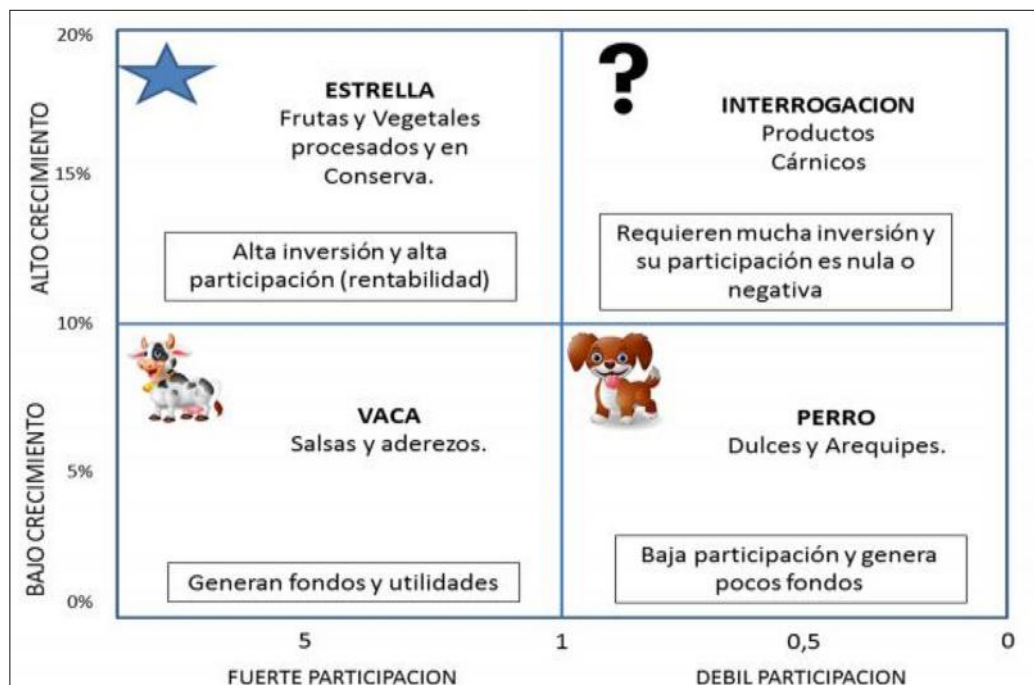 20%
ALTO CRECIMIENTO
15%
10%
ESTRELLA
Frutas y Vegetales
procesados y en
Conserva.
Alta inversión y alta
participación (rentabilidad)
?
INTERROGACION
Productos
Cárnicos
Requieren mucha inversión y
su participación es nula o
negativa
BAJO CRECIMIENTO
5%
0%
VACA
Salsas y aderezos.
Generan fondos y utilidades
PERRO
Dulces y Arequipes.
Baja participación y genera
pocos fondos
5
1
0,5
0
FUERTE PARTICIPACION
DEBIL PARTICIPACION